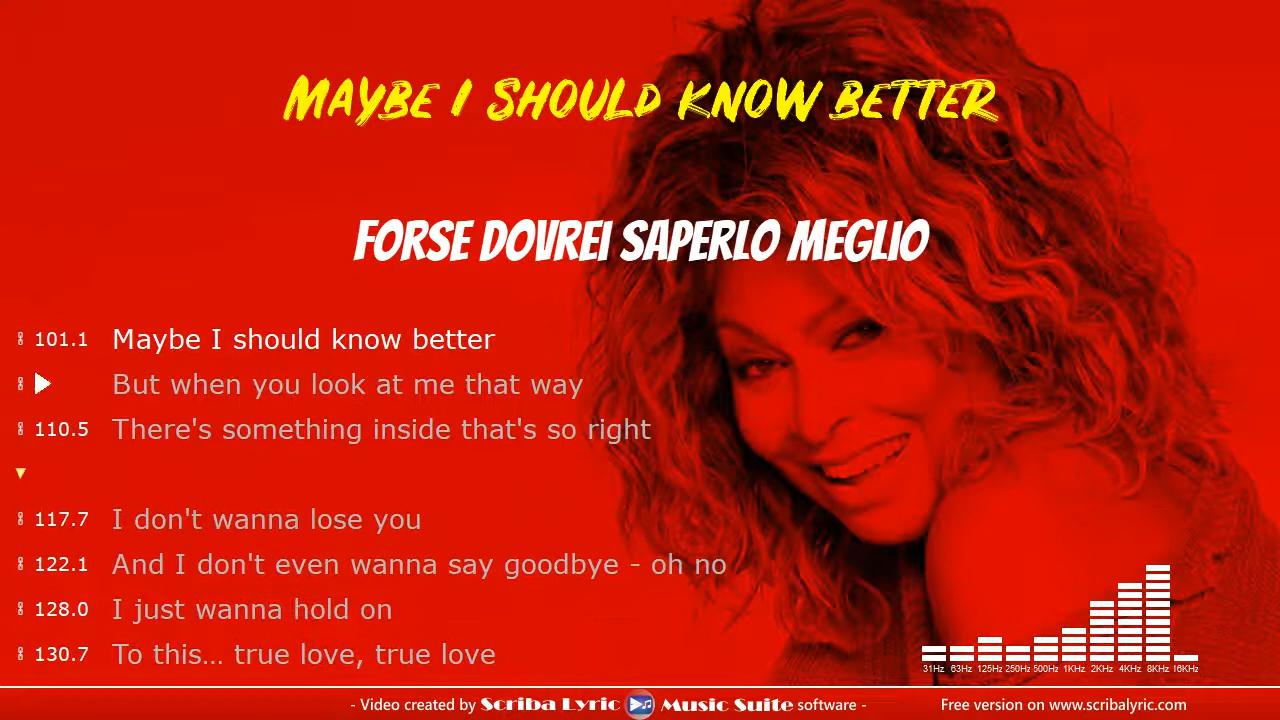 MAYBE I SHOULD KNOW BETTER
FORSE DOVREI SAPERLO MEGLIO
101.1 Maybe I should know better
But when you look at me that way
110.5 There's something inside that's so right
117.7 I don't wanna lose you
122.1 And I don't even wanna say goodbye - oh no
128.0 I just wanna hold on
130.7 To this... true love, true love
31Hz 63Hz 125Hz 250Hz 500Hz 1KHz 2KHz 4KHz 8KHz 16KHz
- Video created by Scriba Lyric Music Suite software - Free version on www.scribalyric.com